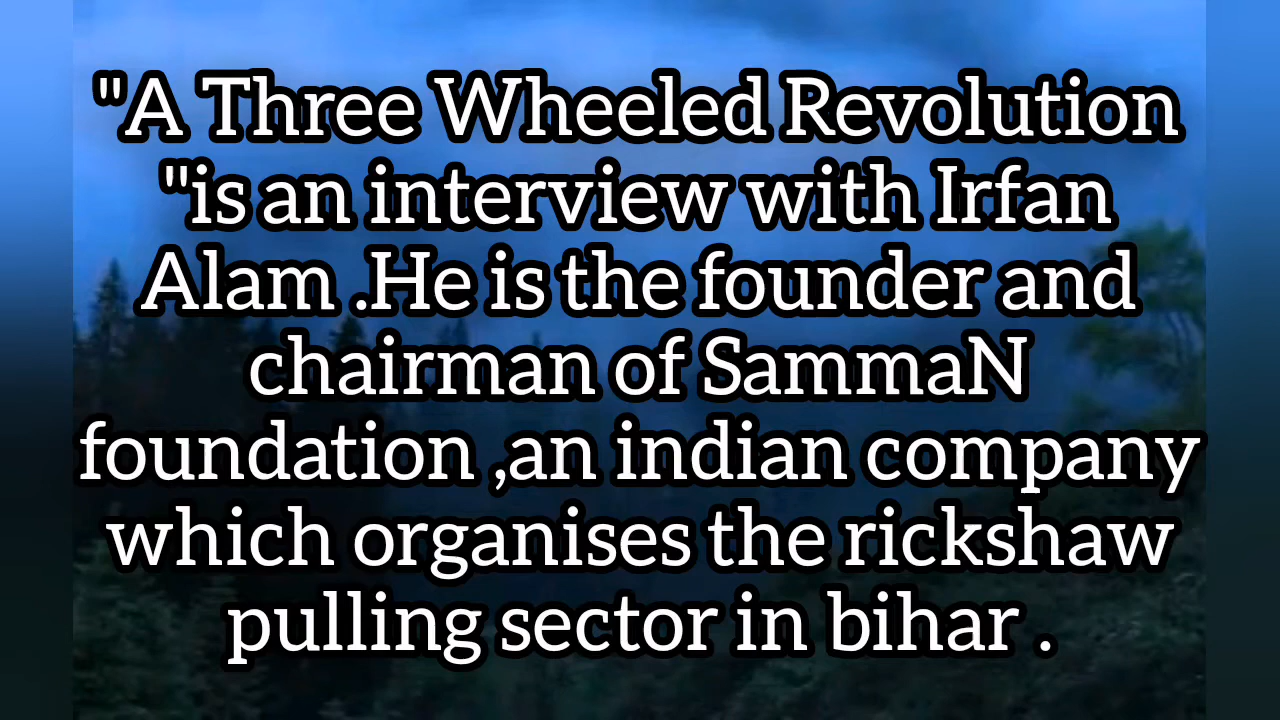 "A Three Wheeled Revolution
"is an interview with Irfan
Alam .He is the founder and
chairman of SammaN
foundation ,an indian company
which organises the rickshaw
pulling sector in bihar .